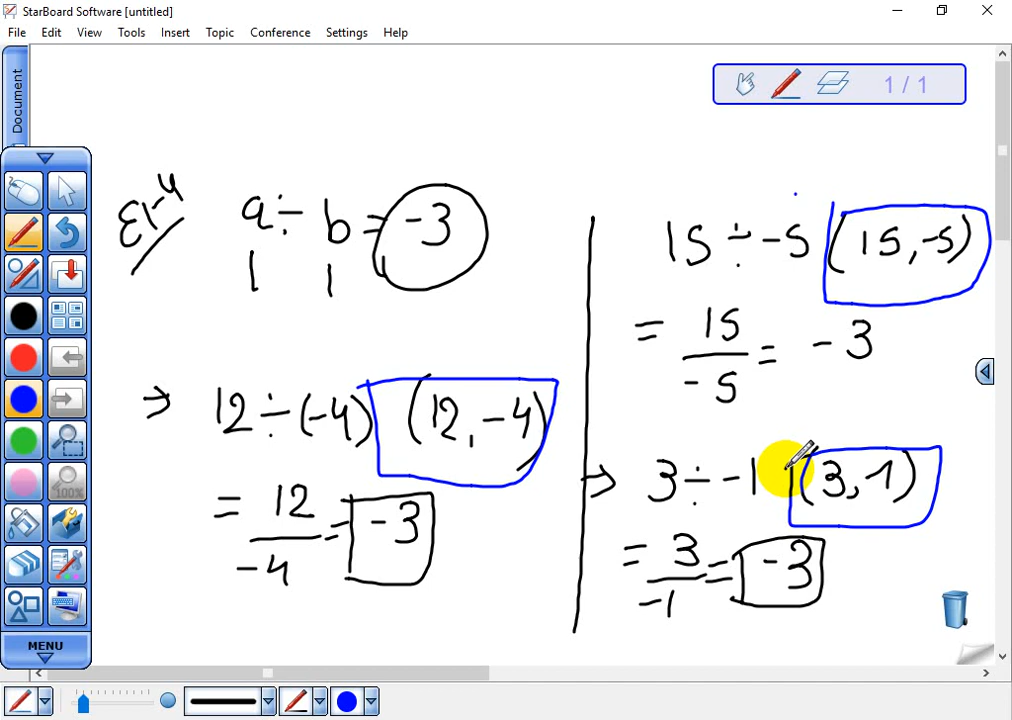 StarBoard Software [untitled]
File Edit View Tools Insert Topic Conference Settings Help
Document
1 / 1
a ÷ b = -3
15 ÷ -5 (15, -5)
= 15/-5 = -3
→ 12 ÷ (-4) (12, -4)
= 12/-4 = -3
→ 3 ÷ -1 (3, -1)
= 3/-1 = -3
100%
MENU